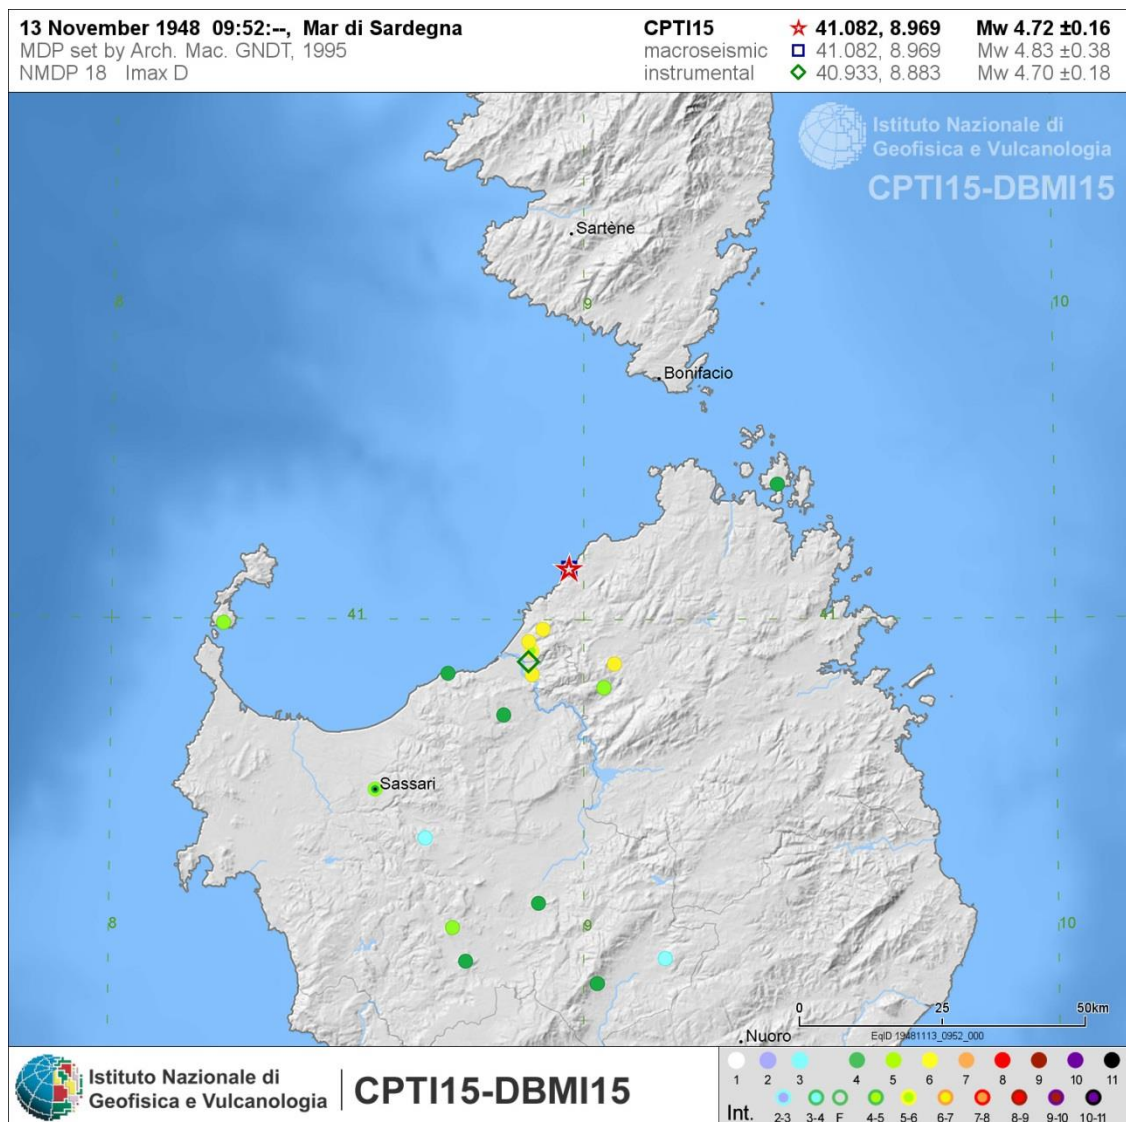 13 November 1948 09:52:--, Mar di Sardegna
MDP set by Arch. Mac. GNDT, 1995
NMDP 18 Imax D
CPTI15 41.082, 8.969 Mw 4.72 ±0.16
macroseismic 41.082, 8.969 Mw 4.83 ±0.38
instrumental 40.933, 8.883 Mw 4.70 ±0.18
Istituto Nazionale di
Geofisica e Vulcanologia
CPTI15-DBMI15
Sartène
8 9 10
Bonifacio
41 41
Sassari
8 9 10
0 25 50km
Nuoro
EqID 19481113_0952_000
Istituto Nazionale di
Geofisica e Vulcanologia
CPTI15-DBMI15
1 2 3 4 5 6 7 8 9 10 11
Int. 2-3 3-4 F 4-5 5-6 6-7 7-8 8-9 9-10 10-11